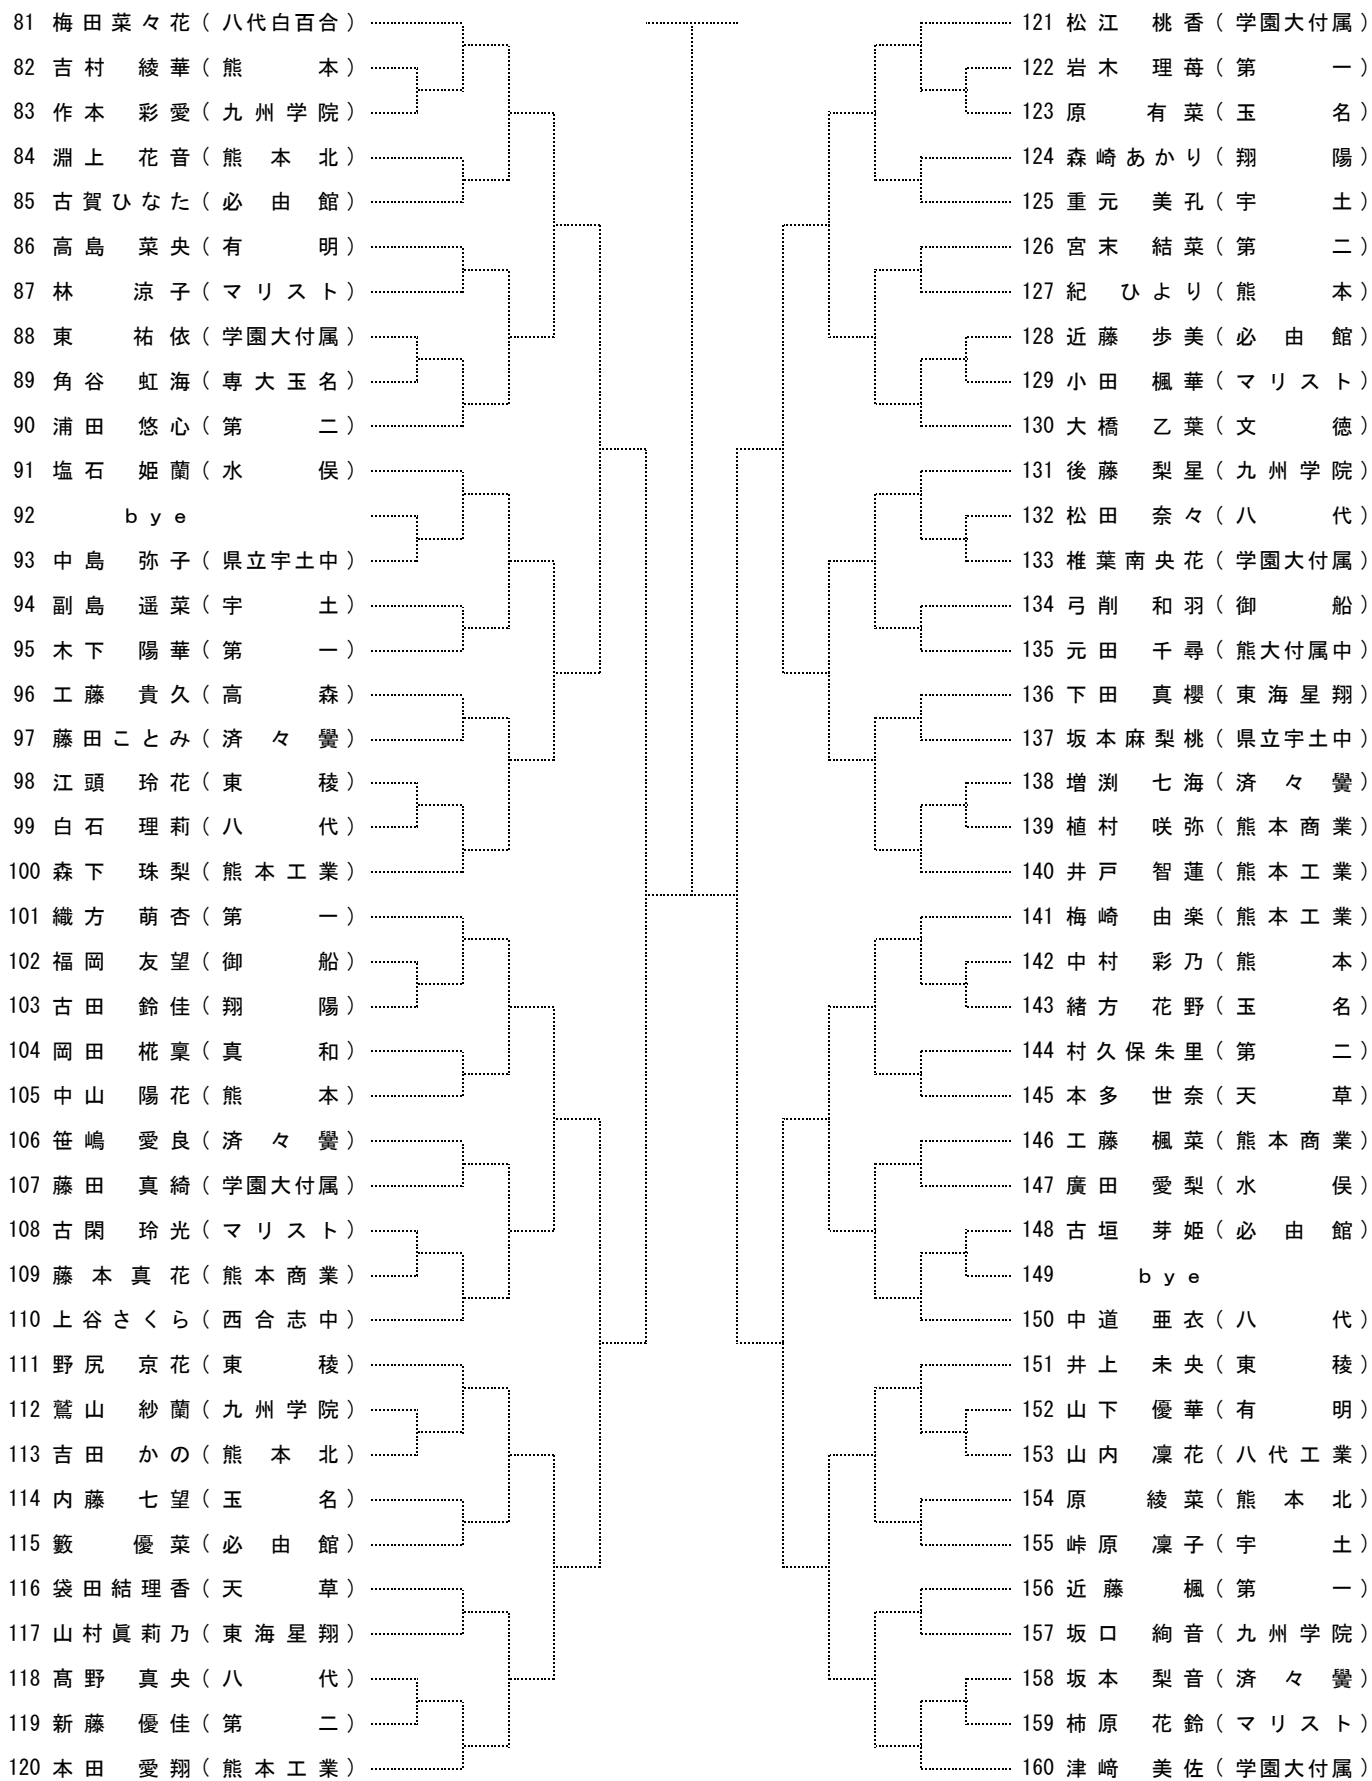 81 梅田菜々花(八代白百合)
82 吉村 綾華(熊本)
83 作本 彩愛(九州学院)
84 淵上 花音(熊本北)
85 古賀ひなた(必由館)
86 高島 菜央(有明)
87 林 涼子(マリスト)
88 東 祐依(学園大付属)
89 角谷 虹海(専大玉名)
90 浦田 悠心(第二)
91 塩石 姫蘭(水俣)
92 bye
93 中島 弥子(県立宇土中)
94 副島 遥菜(宇土)
95 木下 陽華(第一)
96 工藤 貴久(高森)
97 藤田ことみ(済々黌)
98 江頭 玲花(東稜)
99 白石 理莉(八代)
100 森下 珠梨(熊本工業)
101 織方 萌杏(第一)
102 福岡 友望(御船)
103 古田 鈴佳(翔陽)
104 岡田 椛稟(真和)
105 中山 陽花(熊本)
106 笹嶋 愛良(済々黌)
107 藤田 真綺(学園大付属)
108 古閑 玲光(マリスト)
109 藤本真花(熊本商業)
110 上谷さくら(西合志中)
111 野尻 京花(東稜)
112 鷲山 紗蘭(九州学院)
113 吉田 かの(熊本北)
114 内藤 七望(玉名)
115 籔 優菜(必由館)
116 袋田結理香(天草)
117 山村眞莉乃(東海星翔)
118 髙野 真央(八代)
119 新藤 優佳(第二)
120 本田 愛翔(熊本工業)
121 松江 桃香(学園大付属)
122 岩木 理苺(第一)
123 原 有菜(玉名)
124 森崎あかり(翔陽)
125 重元 美孔(宇土)
126 宮末 結菜(第二)
127 紀 ひより(熊本)
128 近藤 歩美(必由館)
129 小田 楓華(マリスト)
130 大橋 乙葉(文徳)
131 後藤 梨星(九州学院)
132 松田 奈々(八代)
133 椎葉南央花(学園大付属)
134 弓削 和羽(御船)
135 元田 千尋(熊大付属中)
136 下田 真櫻(東海星翔)
137 坂本麻梨桃(県立宇土中)
138 増渕 七海(済々黌)
139 植村 咲弥(熊本商業)
140 井戸 智蓮(熊本工業)
141 梅崎 由楽(熊本工業)
142 中村 彩乃(熊本)
143 緒方 花野(玉名)
144 村久保朱里(第二)
145 本多 世奈(天草)
146 工藤 楓菜(熊本商業)
147 廣田 愛梨(水俣)
148 古垣 芽姫(必由館)
149 bye
150 中道 亜衣(八代)
151 井上 未央(東稜)
152 山下 優華(有明)
153 山内 凜花(八代工業)
154 原 綾菜(熊本北)
155 峠原 凜子(宇土)
156 近藤 楓(第一)
157 坂口 絢音(九州学院)
158 坂本 梨音(済々黌)
159 柿原 花鈴(マリスト)
160 津﨑 美佐(学園大付属)